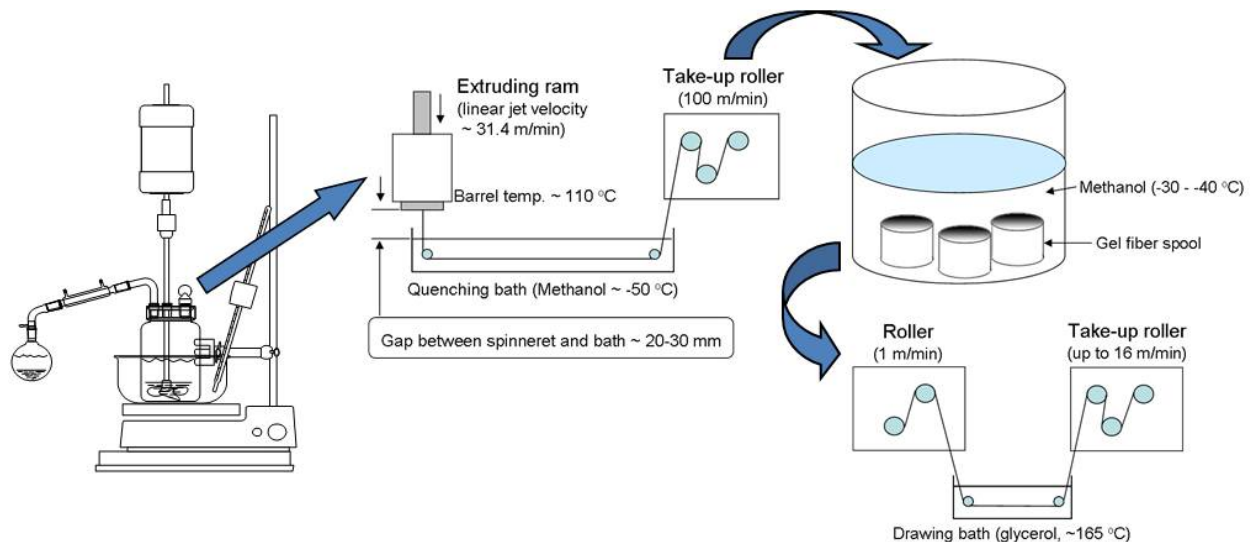 Extruding ram
(linear jet velocity
~ 31.4 m/min)
Take-up roller
(100 m/min)
Barrel temp. ~ 110 °C
Methanol (-30 - -40 °C)
Gel fiber spool
Quenching bath (Methanol ~ -50 °C)
Gap between spinneret and bath ~ 20-30 mm
Roller
(1 m/min)
Take-up roller
(up to 16 m/min)
Drawing bath (glycerol, ~165 °C)